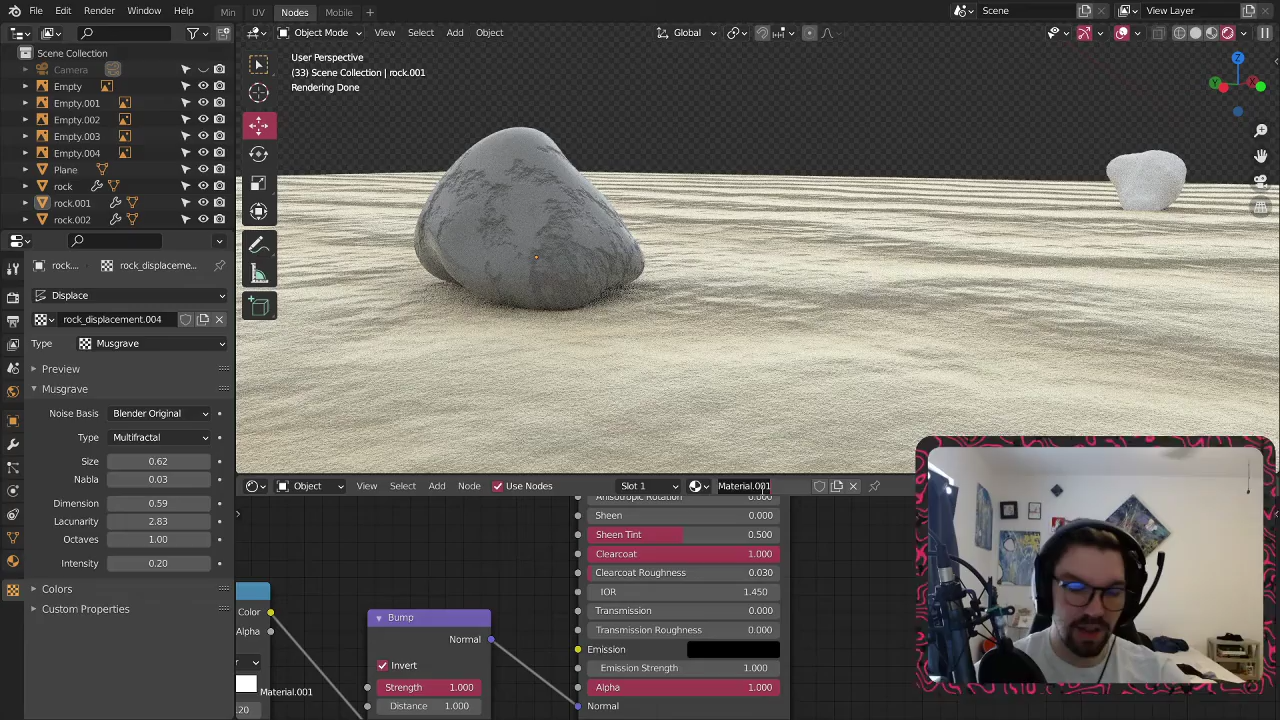 File Edit Render Window Help Min UV Nodes Mobile Scene View Layer
Object Mode View Select Add Object Global
Scene Collection
Camera
Empty
Empty.001
Empty.002
Empty.003
Empty.004
Plane
rock
rock.001
rock.002
User Perspective
(33) Scene Collection | rock.001
Rendering Done
Z
Y
X
rock.... rock_displaceme...
Displace
rock_displacement.004
Type Musgrave
Preview
Musgrave
Noise Basis Blender Original
Type Multifractal
Size 0.62
Nabla 0.03
Dimension 0.59
Lacunarity 2.83
Octaves 1.00
Intensity 0.20
Colors
Custom Properties
Object View Select Add Node Use Nodes Slot 1 Material.001
Anisotropic Rotation 0.000
Sheen 0.000
Sheen Tint 0.500
Clearcoat 1.000
Clearcoat Roughness 0.030
IOR 1.450
Transmission 0.000
Transmission Roughness 0.000
Emission
Emission Strength 1.000
Alpha 1.000
Normal
Color
Alpha
Material.001
Bump
Normal
Invert
Strength 1.000
Distance 1.000